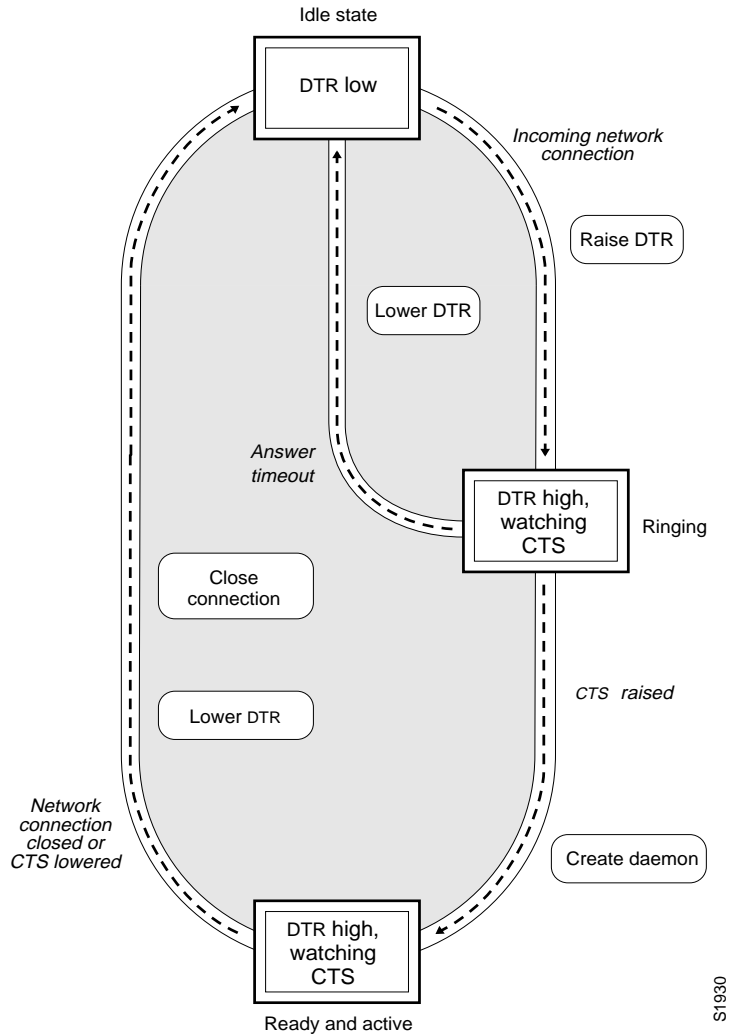 Idle state
DTR low
Incoming network
connection
Raise DTR
Lower DTR
Answer
timeout
DTR high,
watching
CTS
Ringing
Close
connection
CTS raised
Lower DTR
Network
connection
closed or
CTS lowered
Create daemon
DTR high,
watching
CTS
Ready and active
S1930